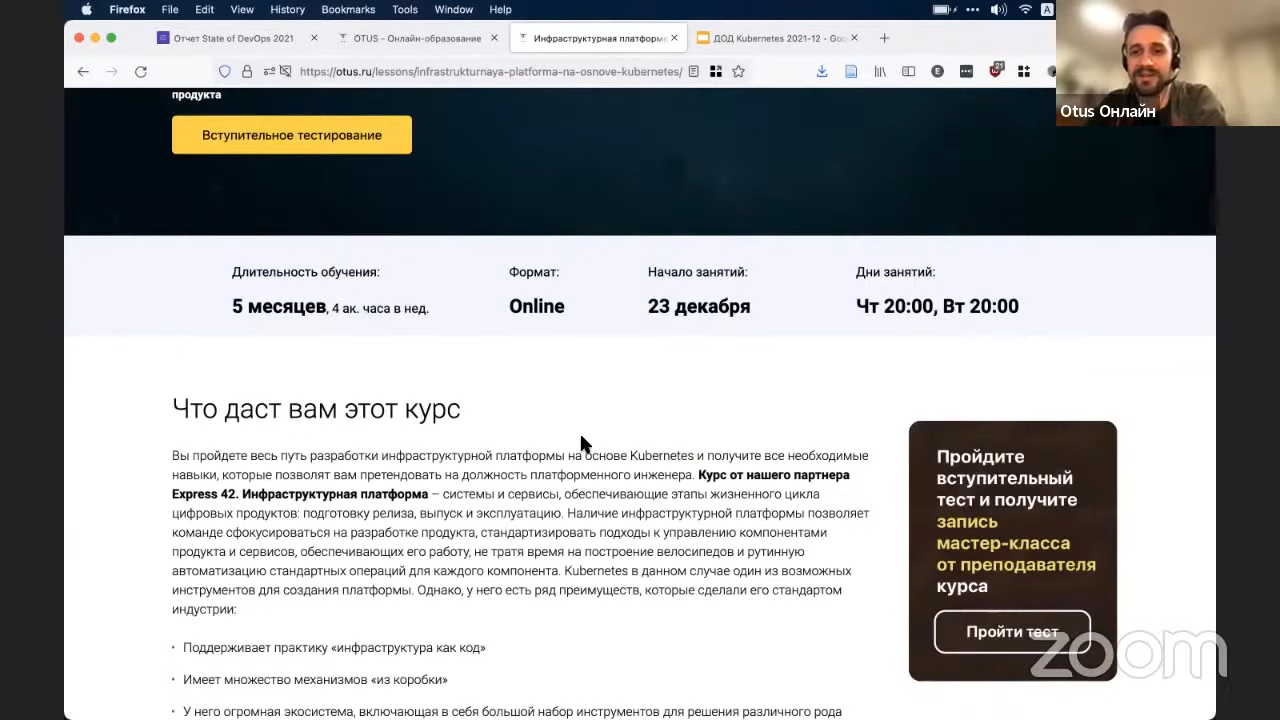 Firefox File Edit View History Bookmarks Tools Window Help
A
Отчет State of DevOps 2021
OTUS - Онлайн-образование
Инфраструктурная платформа
ДОД Kubernetes 2021-12 - Goo
https://otus.ru/lessons/infrastrukturnaya-platforma-na-osnove-kubernetes/
21
Otus Онлайн
продукта
Вступительное тестирование
Длительность обучения: Формат: Начало занятий: Дни занятий:
5 месяцев, 4 ак. часа в нед. Online 23 декабря Чт 20:00, Вт 20:00
Что даст вам этот курс
Вы пройдете весь путь разработки инфраструктурной платформы на основе Kubernetes и получите все необходимые
навыки, которые позволят вам претендовать на должность платформенного инженера. Курс от нашего партнера
Express 42. Инфраструктурная платформа – системы и сервисы, обеспечивающие этапы жизненного цикла
цифровых продуктов: подготовку релиза, выпуск и эксплуатацию. Наличие инфраструктурной платформы позволяет
команде сфокусироваться на разработке продукта, стандартизировать подходы к управлению компонентами
продукта и сервисов, обеспечивающих его работу, не тратя время на построение велосипедов и рутинную
автоматизацию стандартных операций для каждого компонента. Kubernetes в данном случае один из возможных
инструментов для создания платформы. Однако, у него есть ряд преимуществ, которые сделали его стандартом
индустрии:
· Поддерживает практику «инфраструктура как код»
· Имеет множество механизмов «из коробки»
· У него огромная экосистема, включающая в себя большой набор инструментов для решения различного рода
Пройдите
вступительный
тест и получите
запись
мастер-класса
от преподавателя
курса
Пройти тест
zoom